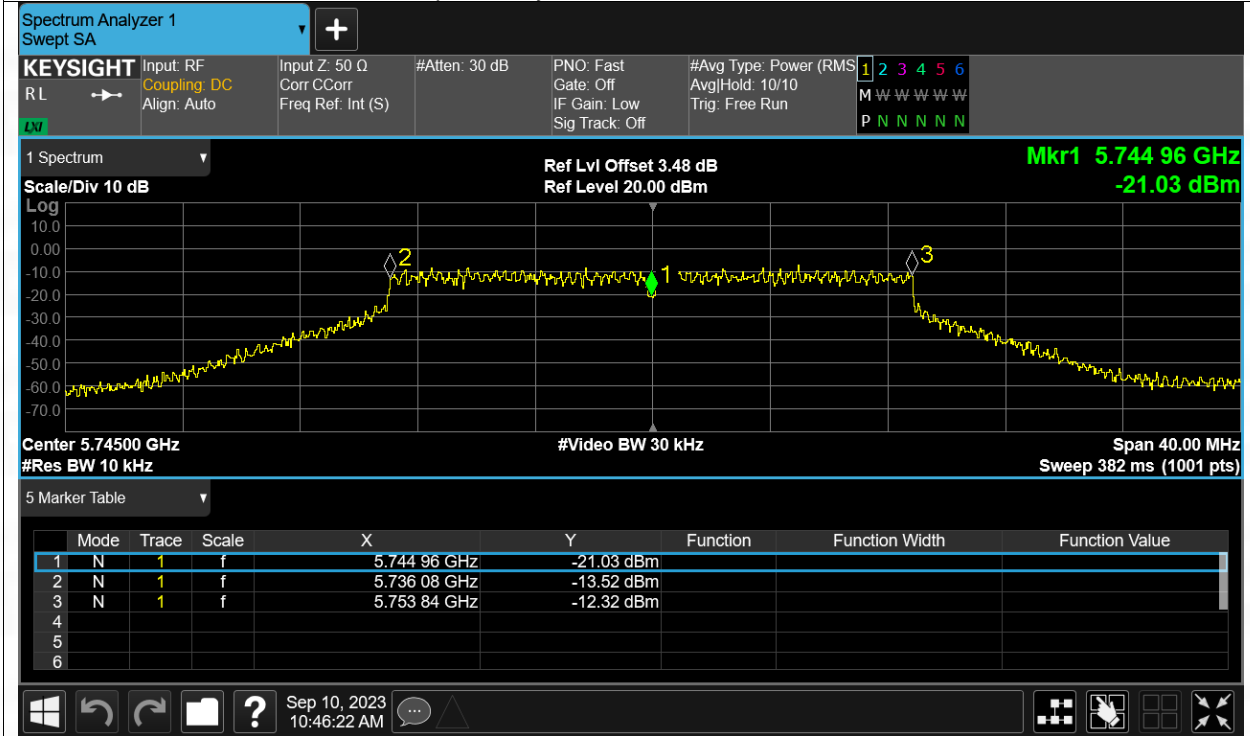 Spectrum Analyzer 1
Swept SA
+
KEYSIGHT
R L
LXI
Input: RF
Coupling: DC
Align: Auto
Input Z: 50 Ω
Corr CCorr
Freq Ref: Int (S)
#Atten: 30 dB
PNO: Fast
Gate: Off
IF Gain: Low
Sig Track: Off
#Avg Type: Power (RMS
Avg|Hold: 10/10
Trig: Free Run
1 2 3 4 5 6
M W W W W W
P N N N N N
1 Spectrum
Scale/Div 10 dB
Ref Lvl Offset 3.48 dB
Ref Level 20.00 dBm
Mkr1 5.744 96 GHz
-21.03 dBm
Log
10.0
0.00
-10.0
-20.0
-30.0
-40.0
-50.0
-60.0
-70.0
2
1
3
Center 5.74500 GHz
#Video BW 30 kHz
Span 40.00 MHz
#Res BW 10 kHz
Sweep 382 ms (1001 pts)
5 Marker Table
Mode Trace Scale X Y Function Function Width Function Value
1 N 1 f 5.744 96 GHz -21.03 dBm
2 N 1 f 5.736 08 GHz -13.52 dBm
3 N 1 f 5.753 84 GHz -12.32 dBm
4
5
6
?
Sep 10, 2023
10:46:22 AM